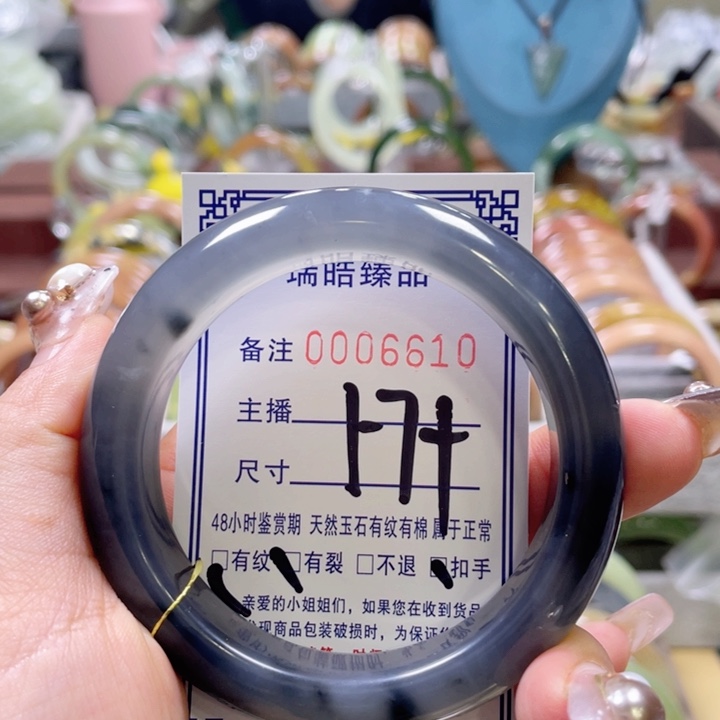 瑞皓臻品
备注 0006610
主播
尺寸
48小时鉴赏期 天然玉石有纹有棉 属于正常
□有纹 □有裂 □不退 □扣手
亲爱的小姐姐们，如果您在收到货品
发现商品包装破损时，为保证